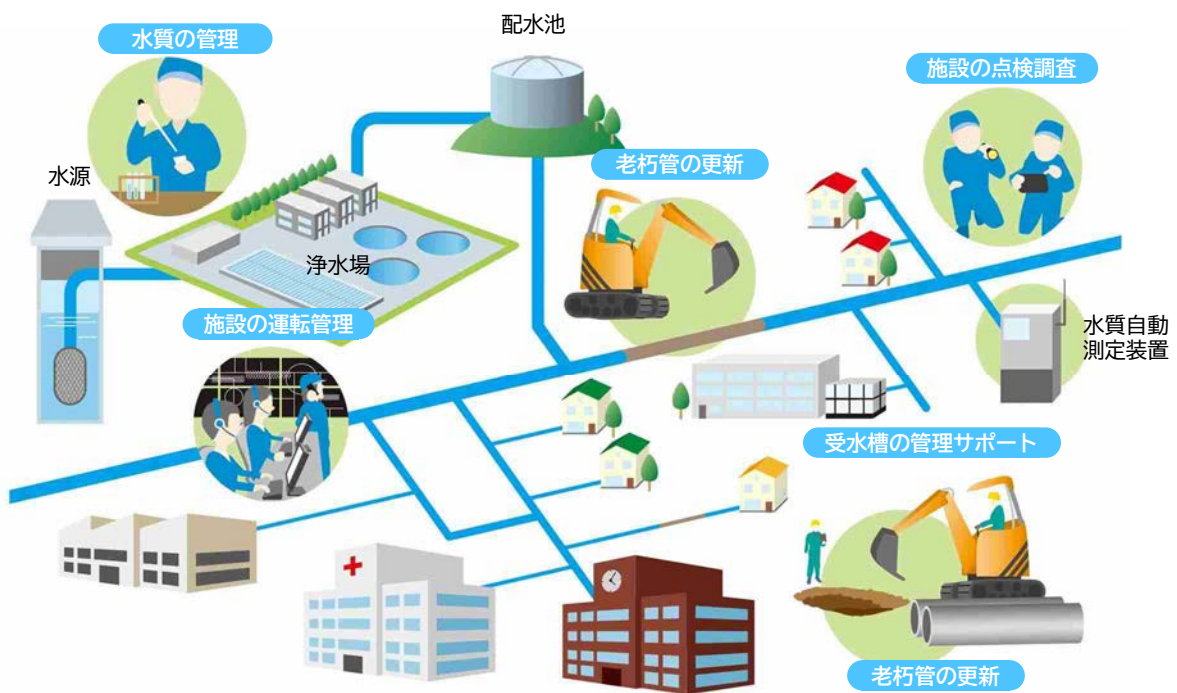 配水池
水質の管理
施設の点検調査
老朽管の更新
水源
浄水場
施設の運転管理
水質自動
測定装置
受水槽の管理サポート
老朽管の更新